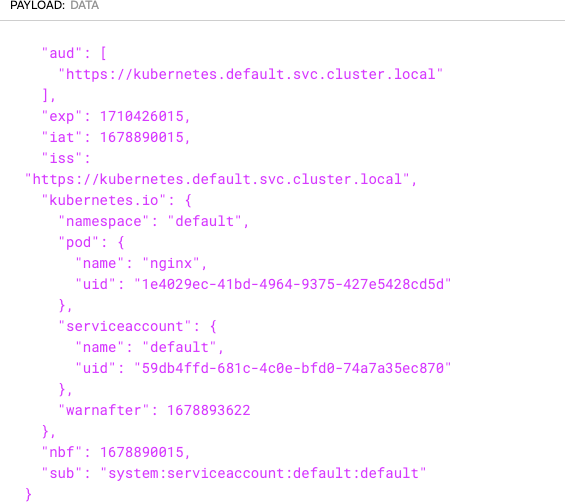 PAYLOAD: DATA
"aud": [
"https://kubernetes.default.svc.cluster.local"
],
"exp": 1710426015,
"iat": 1678890015,
"iss":
"https://kubernetes.default.svc.cluster.local",
"kubernetes.io": {
"namespace": "default",
"pod": {
"name": "nginx",
"uid": "1e4029ec-41bd-4964-9375-427e5428cd5d"
},
"serviceaccount": {
"name": "default",
"uid": "59db4ffd-681c-4c0e-bfd0-74a7a35ec870"
},
"warnafter": 1678893622
},
"nbf": 1678890015,
"sub": "system:serviceaccount:default:default"
}